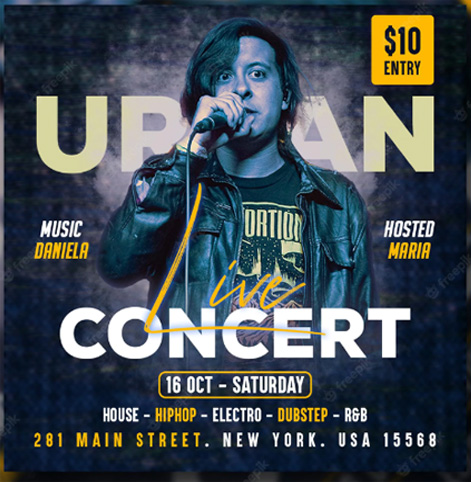 $10
ENTRY
URBAN
MUSIC
DANIELA
HOSTED
MARIA
ORTION
Live
CONCERT
16 OCT - SATURDAY
HOUSE - HIPHOP - ELECTRO - DUBSTEP - R&B
281 MAIN STREET. NEW YORK. USA 15568